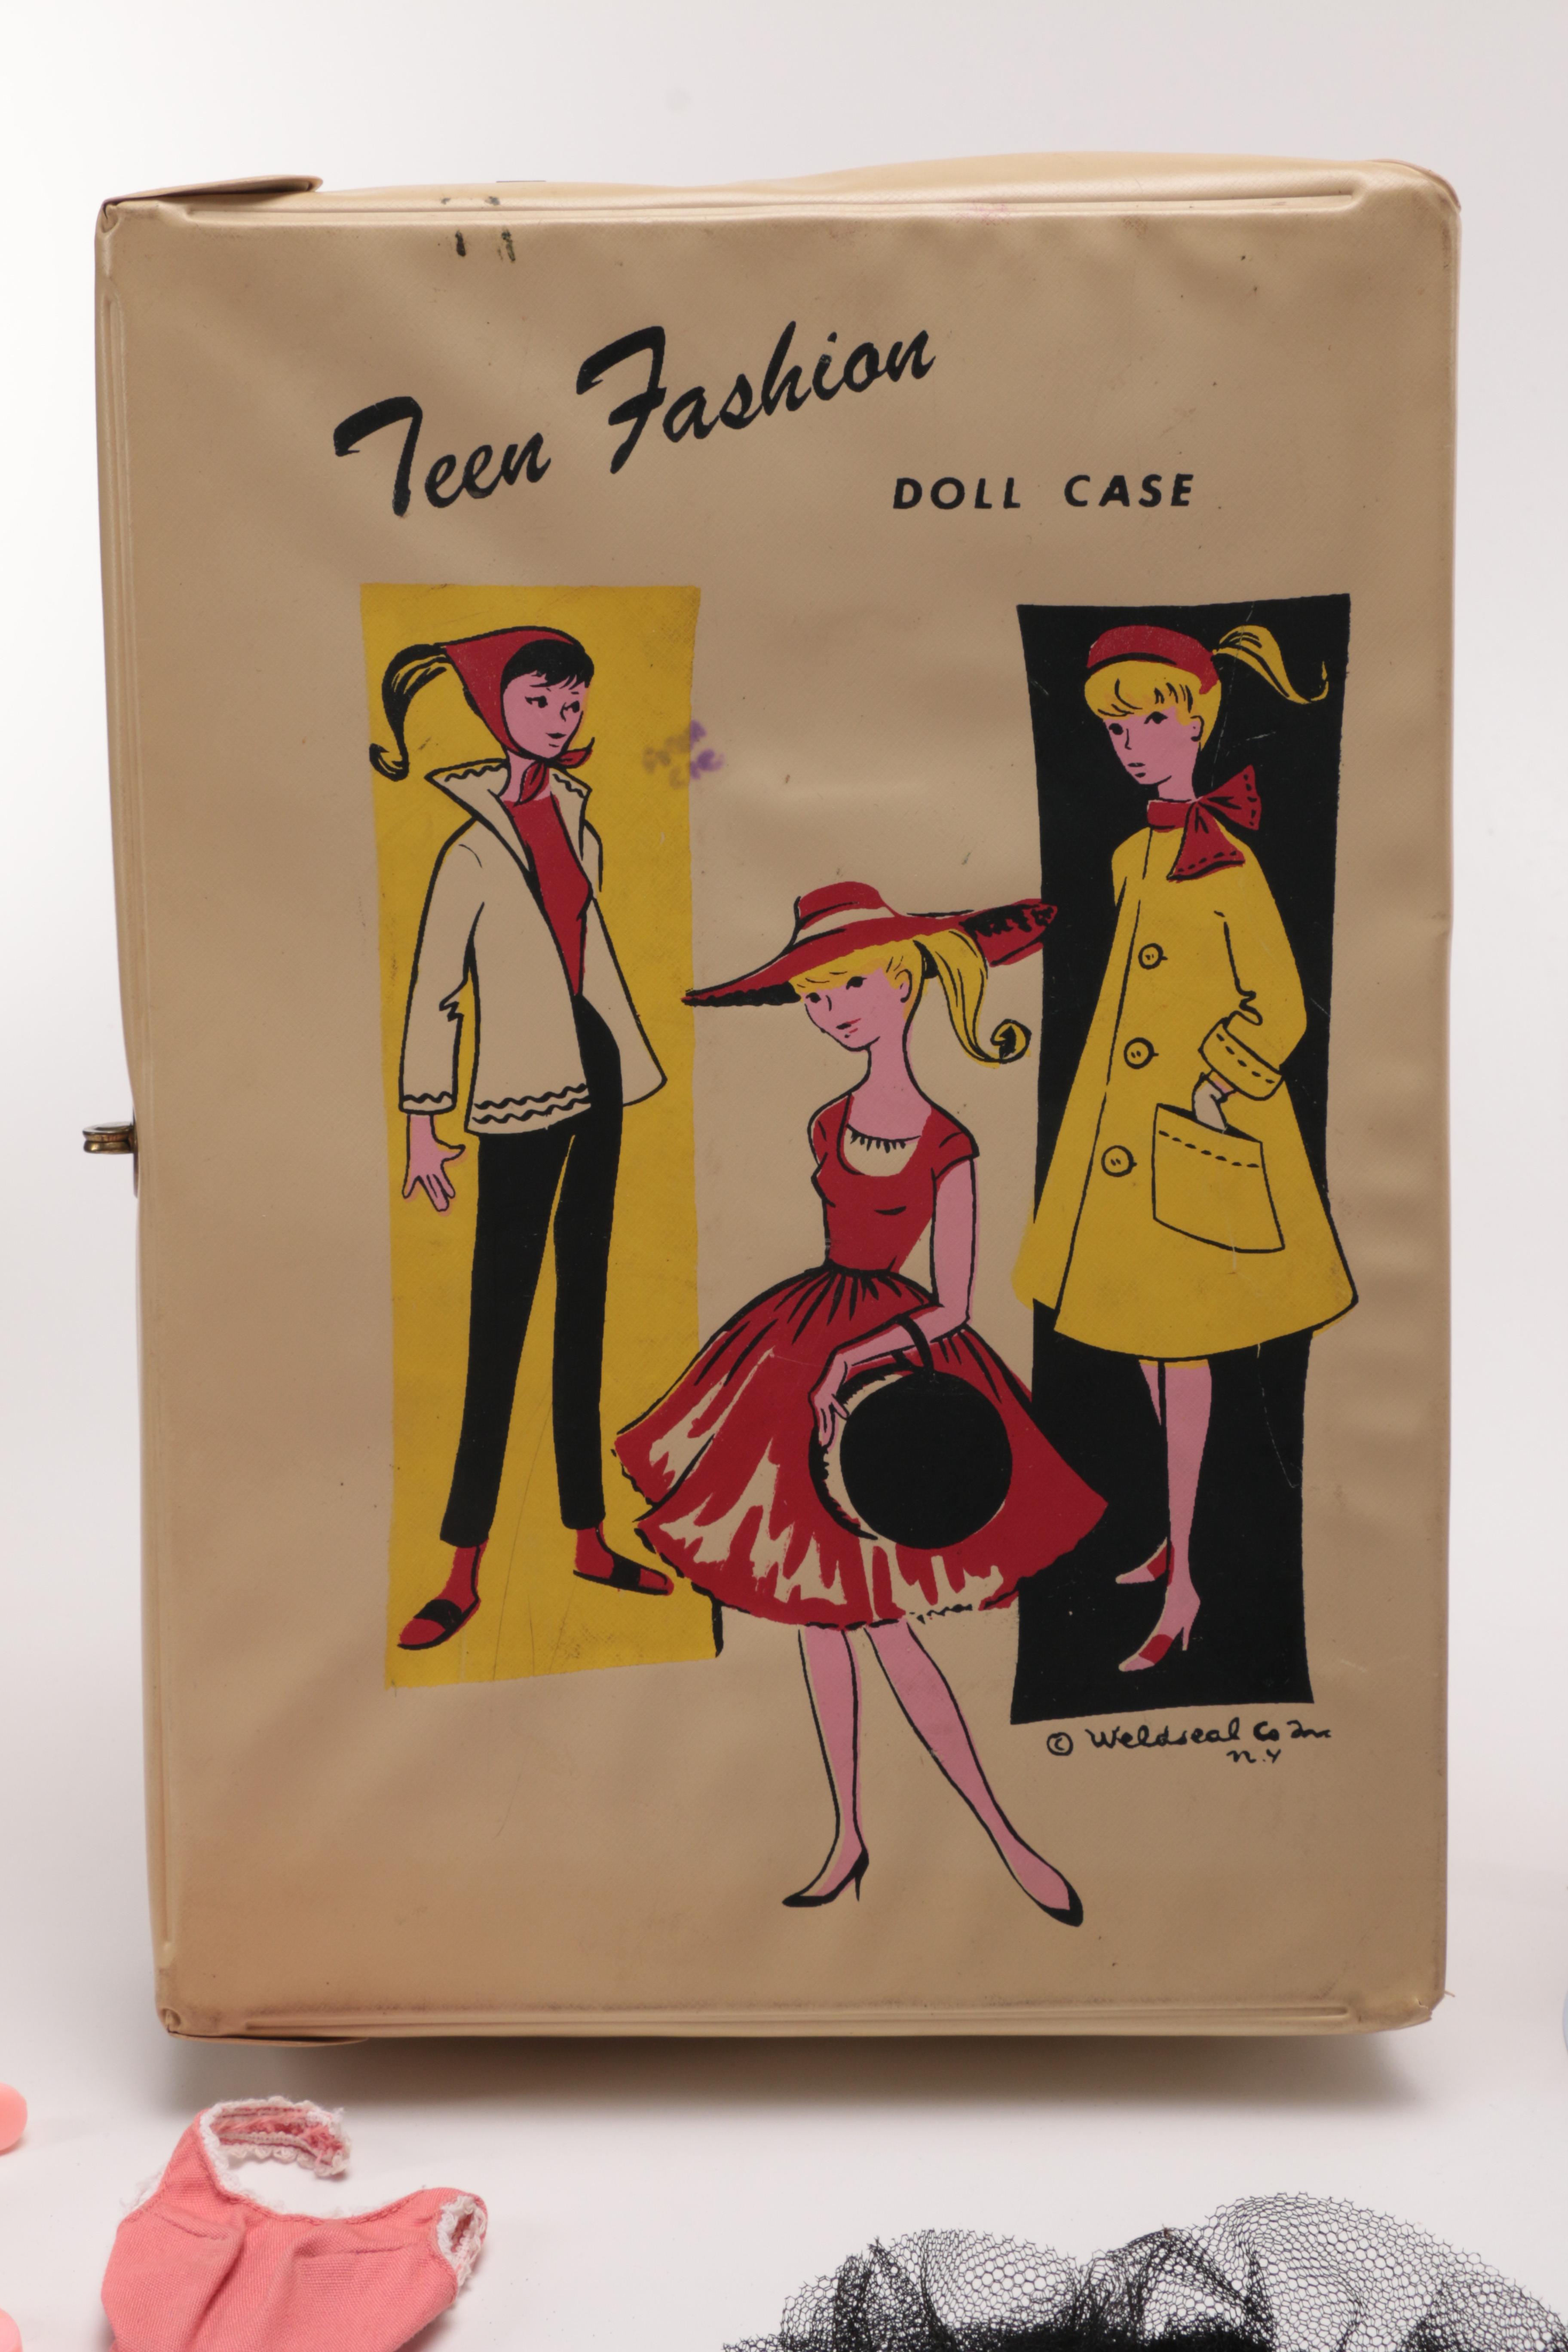 Teen Fashion
DOLL CASE
© Weldseal Co Inc
N.Y